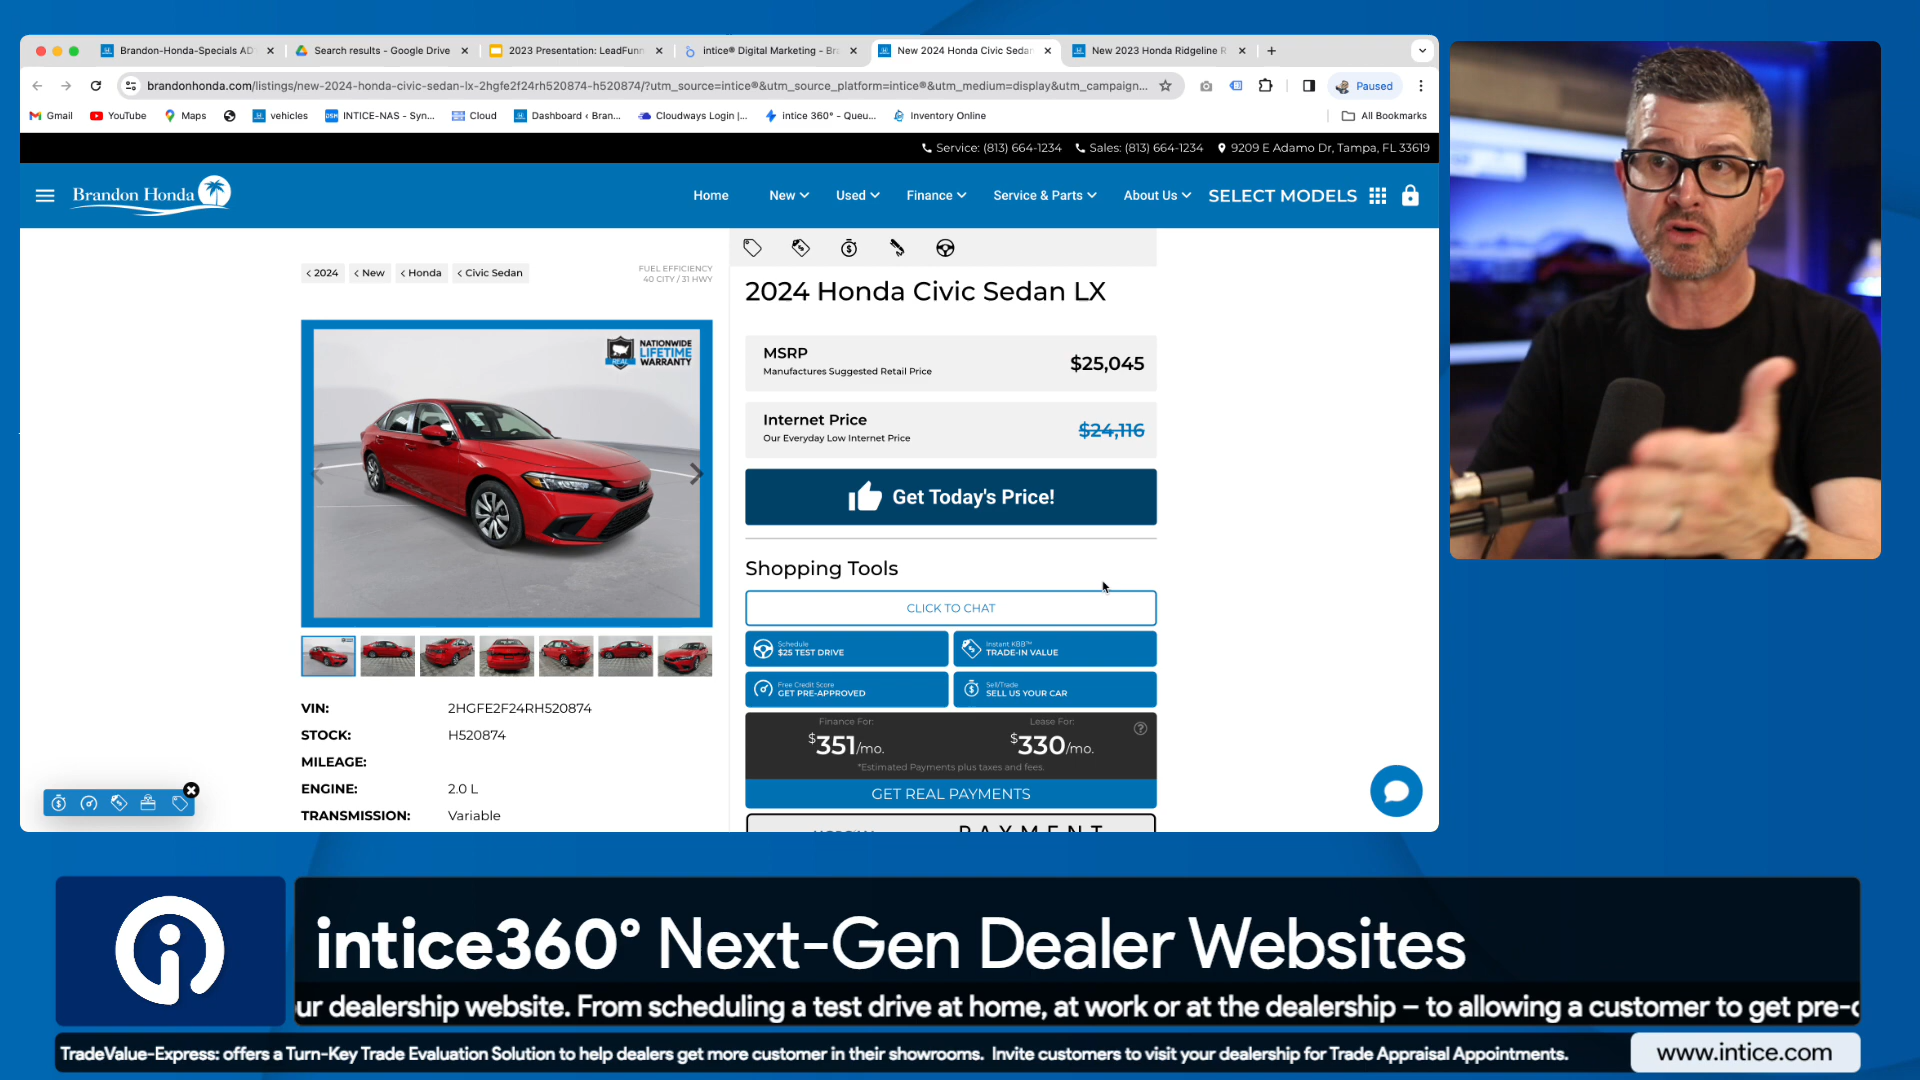 Brandon-Honda-Specials AD
Search results - Google Drive
2023 Presentation: LeadFunn
intice® Digital Marketing - Br
New 2024 Honda Civic Sedan
New 2023 Honda Ridgeline R
brandonhonda.com/listings/new-2024-honda-civic-sedan-lx-2hgfe2f24rh520874-h520874/?utm_source=intice®&utm_source_platform=intice®&utm_medium=display&utm_campaign...
Paused
Gmail
YouTube
Maps
vehicles
INTICE-NAS - Syn...
Cloud
Dashboard ‹ Bran...
Cloudways Login |...
intice 360° - Queu...
Inventory Online
All Bookmarks
Service: (813) 664-1234
Sales: (813) 664-1234
9209 E Adamo Dr, Tampa, FL 33619
Brandon Honda
Home
New
Used
Finance
Service & Parts
About Us
SELECT MODELS
< 2024
< New
< Honda
< Civic Sedan
FUEL EFFICIENCY
40 CITY / 31 HWY
NATIONWIDE
LIFETIME
WARRANTY
REAL
VIN: 2HGFE2F24RH520874
STOCK: H520874
MILEAGE:
ENGINE: 2.0 L
TRANSMISSION: Variable
2024 Honda Civic Sedan LX
MSRP
Manufactures Suggested Retail Price
$25,045
Internet Price
Our Everyday Low Internet Price
$24,116
Get Today's Price!
Shopping Tools
CLICK TO CHAT
Schedule
$25 TEST DRIVE
Instant KBB™
TRADE-IN VALUE
Free Credit Score
GET PRE-APPROVED
Sell/Trade
SELL US YOUR CAR
Finance For:
$351/mo.
Lease For:
$330/mo.
*Estimated Payments plus taxes and fees.
GET REAL PAYMENTS
PAYMENT
intice360° Next-Gen Dealer Websites
ur dealership website. From scheduling a test drive at home, at work or at the dealership – to allowing a customer to get pre-
TradeValue-Express: offers a Turn-Key Trade Evaluation Solution to help dealers get more customer in their showrooms. Invite customers to visit your dealership for Trade Appraisal Appointments.
www.intice.com